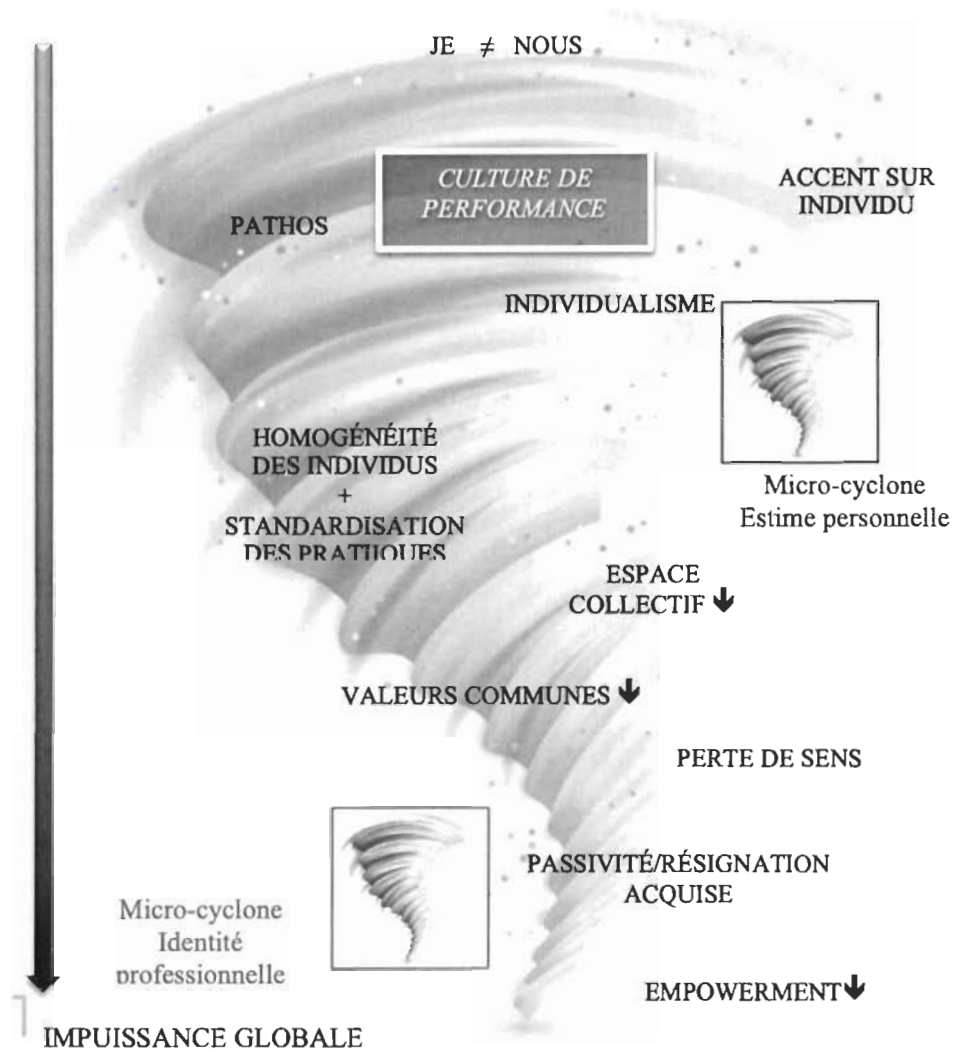 JE ≠ NOUS
CULTURE DE
PERFORMANCE
ACCENT SUR
INDIVIDU
PATHOS
INDIVIDUALISME
HOMOGÉNÉITÉ
DES INDIVIDUS
+
STANDARDISATION
DES PRATIQUES
Micro-cyclone
Estime personnelle
ESPACE
COLLECTIF ↓
VALEURS COMMUNES ↓
PERTE DE SENS
PASSIVITÉ/RÉSIGNATION
ACQUISE
Micro-cyclone
Identité
professionnelle
EMPOWERMENT ↓
IMPUISSANCE GLOBALE